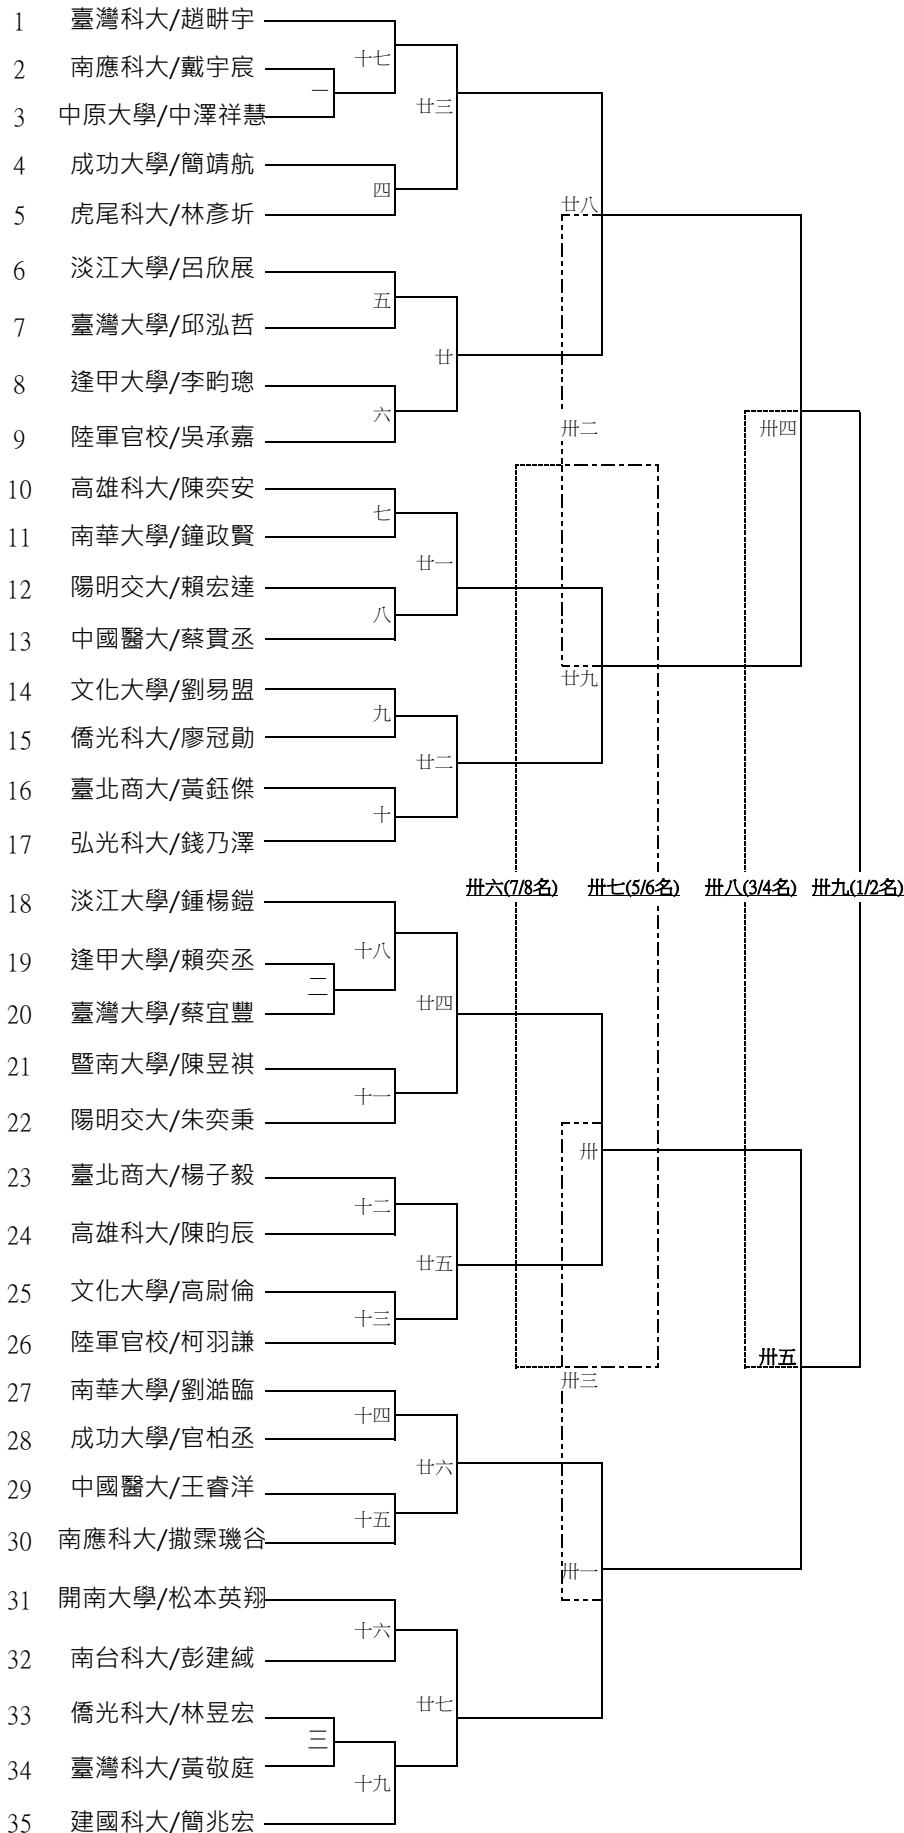 1 臺灣科大/趙畊宇
十七
2 南應科大/戴宇宸
一
廿三
3 中原大學/中澤祥慧
4 成功大學/簡靖航
四
5 虎尾科大/林彥圻
廿八
6 淡江大學/呂欣展
五
7 臺灣大學/邱泓哲
廿
8 逢甲大學/李畇璁
六
卅二
卅四
9 陸軍官校/吳承嘉
10 高雄科大/陳奕安
七
11 南華大學/鐘政賢
廿一
12 陽明交大/賴宏達
八
13 中國醫大/蔡貫丞
廿九
14 文化大學/劉易盟
九
15 僑光科大/廖冠勛
廿二
16 臺北商大/黃鈺傑
十
17 弘光科大/錢乃澤
卅六(7/8名) 卅七(5/6名) 卅八(3/4名) 卅九(1/2名)
18 淡江大學/鍾楊鎧
十八
19 逢甲大學/賴奕丞
二
廿四
20 臺灣大學/蔡宜豐
21 暨南大學/陳昱祺
十一
22 陽明交大/朱奕秉
卅
23 臺北商大/楊子毅
十二
24 高雄科大/陳昀辰
廿五
25 文化大學/高尉倫
十三
26 陸軍官校/柯羽謙
卅五
卅三
27 南華大學/劉澔臨
十四
28 成功大學/官柏丞
廿六
29 中國醫大/王睿洋
十五
30 南應科大/撒霂璣谷
卅一
31 開南大學/松本英翔
十六
32 南台科大/彭建緎
廿七
33 僑光科大/林昱宏
三
34 臺灣科大/黃敬庭
十九
35 建國科大/簡兆宏